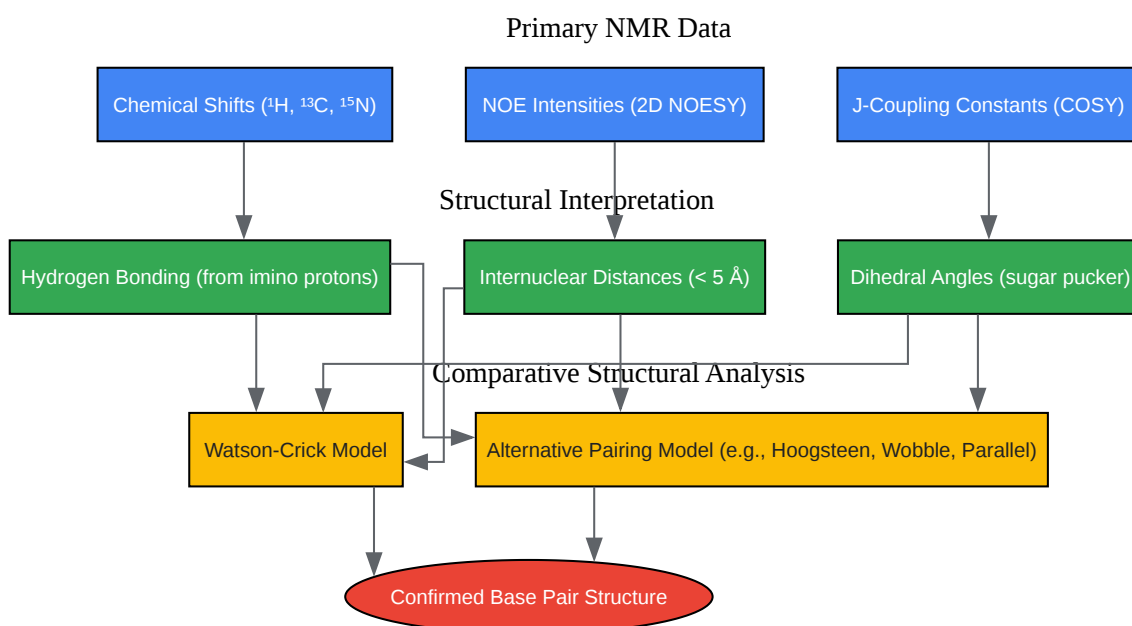 Primary NMR Data
Chemical Shifts (¹H, ¹³C, ¹⁵N)
NOE Intensities (2D NOESY)
J-Coupling Constants (COSY)
Structural Interpretation
Hydrogen Bonding (from imino protons)
Internuclear Distances (< 5 Å)
Dihedral Angles (sugar pucker)
Comparative Structural Analysis
Watson-Crick Model
Alternative Pairing Model (e.g., Hoogsteen, Wobble, Parallel)
Confirmed Base Pair Structure